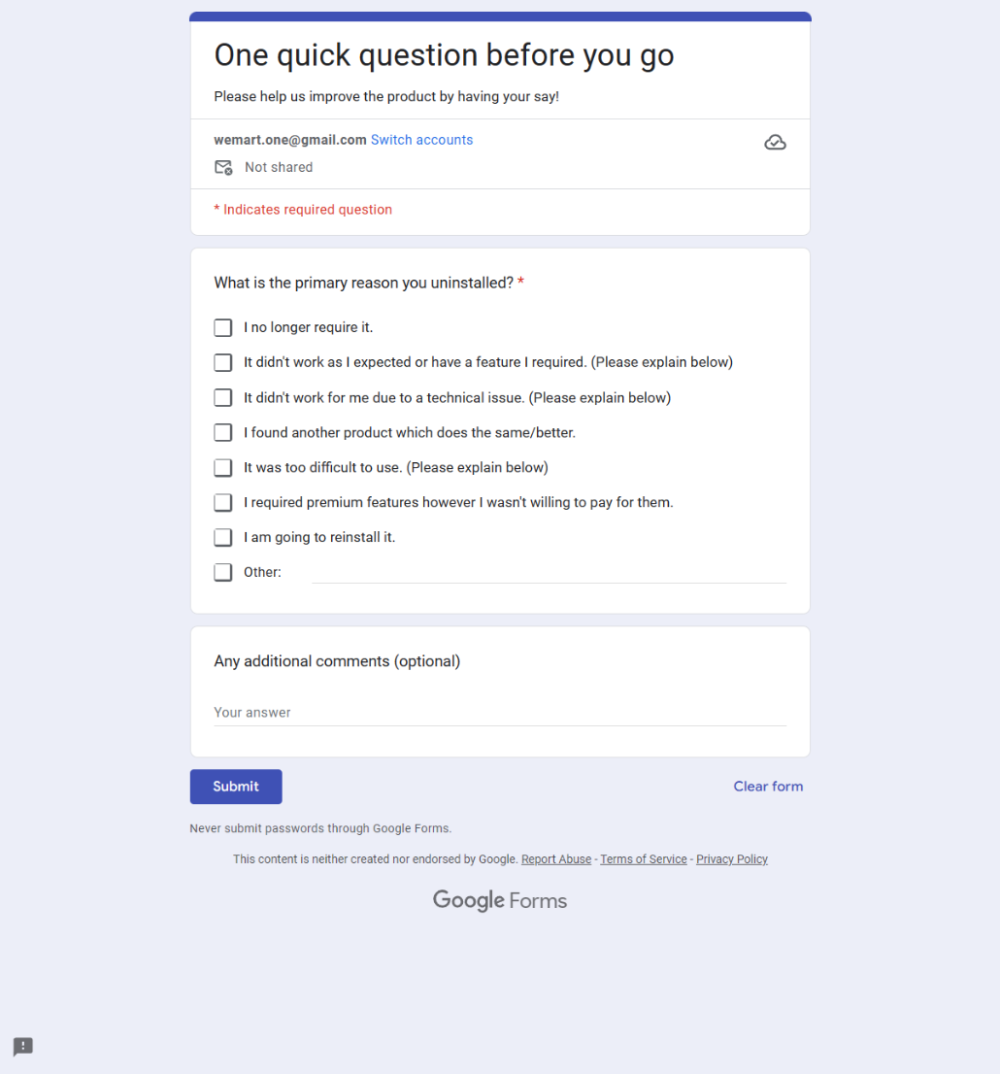 One quick question before you go
Please help us improve the product by having your say!
wemart.one@gmail.com Switch accounts
Not shared
* Indicates required question
What is the primary reason you uninstalled? *
I no longer require it.
It didn't work as I expected or have a feature I required. (Please explain below)
It didn't work for me due to a technical issue. (Please explain below)
I found another product which does the same/better.
It was too difficult to use. (Please explain below)
I required premium features however I wasn't willing to pay for them.
I am going to reinstall it.
Other:
Any additional comments (optional)
Your answer
Submit
Clear form
Never submit passwords through Google Forms.
This content is neither created nor endorsed by Google. Report Abuse - Terms of Service - Privacy Policy
Google Forms